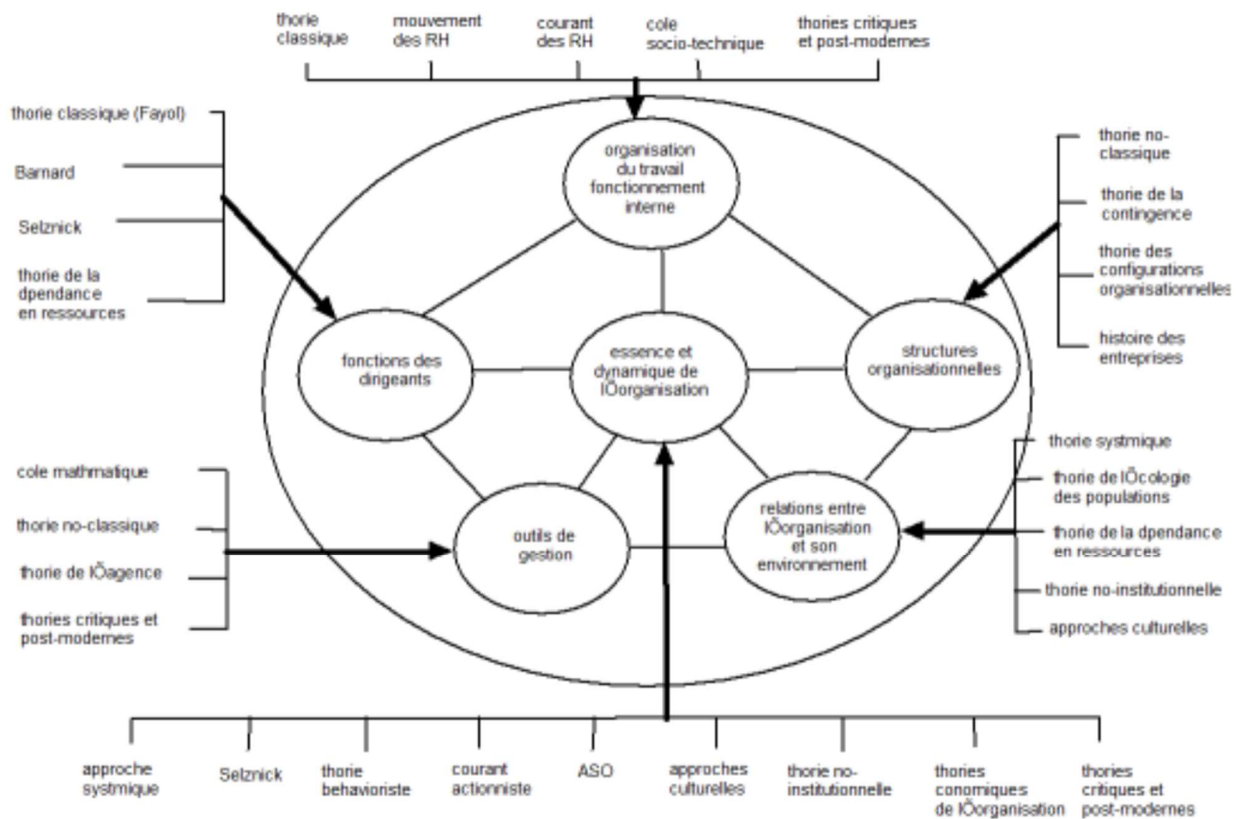 thorie
classique
mouvement
des RH
courant
des RH
cole
socio-technique
thories critiques
et post-modernes
thorie classique (Fayol)
Barnard
Selznick
thorie de la
dpendance
en ressources
organisation
du travail
fonctionnement
interne
thorie no-
classique
thorie de la
contingence
thorie des
configurations
organisationnelles
histoire des
entreprises
fonctions des
dirigeants
essence et
dynamique de
lÕorganisation
structures
organisationnelles
cole mathmatique
thorie no-classique
thorie de lÕagence
thories critiques et
post-modernes
outils de
gestion
relations entre
lÕorganisation
et son
environnement
thorie systmique
thorie de lÕcologie
des populations
thorie de la dpendance
en ressources
thorie no-institutionnelle
approches culturelles
approche
systmique
Selznick
thorie
behavioriste
courant
actionniste
ASO
approches
culturelles
thorie no-
institutionnelle
thories
conomiques
de lÕorganisation
thories
critiques et
post-modernes